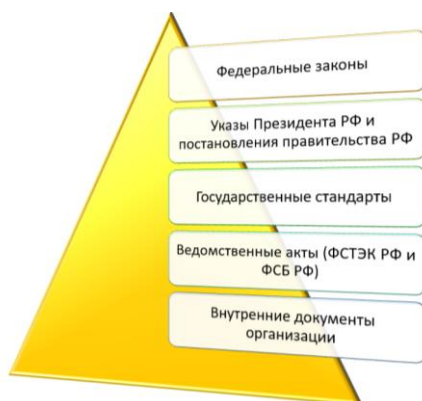 Федеральные законы
Указы Президента РФ и
постановления правительства РФ
Государственные стандарты
Ведомственные акты (ФСТЭК РФ и
ФСБ РФ)
Внутренние документы
организации